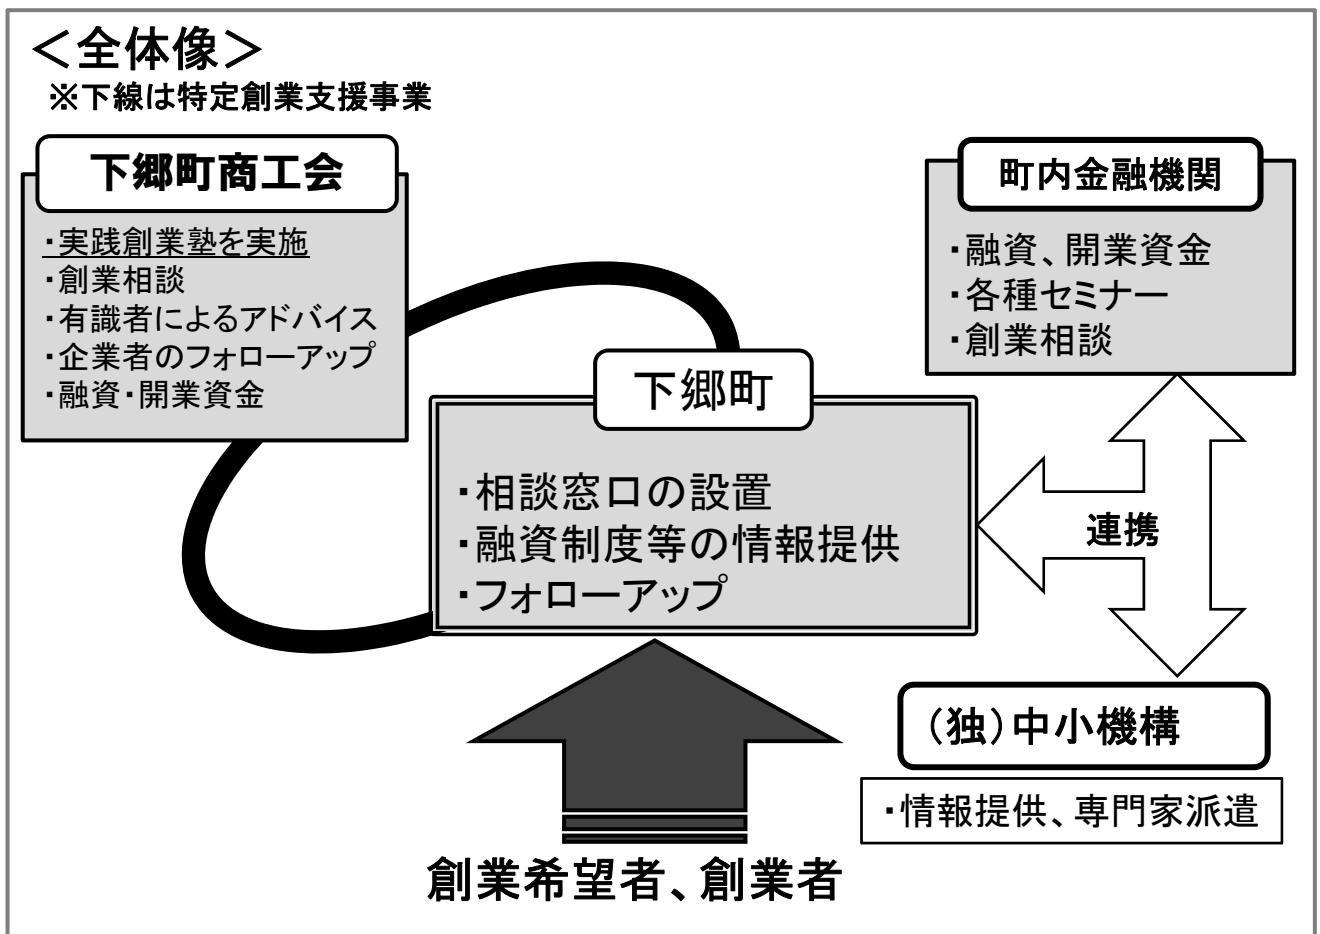 ＜全体像＞
※下線は特定創業支援事業
下郷町商工会
・実践創業塾を実施
・創業相談
・有識者によるアドバイス
・企業者のフォローアップ
・融資・開業資金
町内金融機関
・融資、開業資金
・各種セミナー
・創業相談
下郷町
・相談窓口の設置
・融資制度等の情報提供
・フォローアップ
連携
（独）中小機構
・情報提供、専門家派遣
創業希望者、創業者